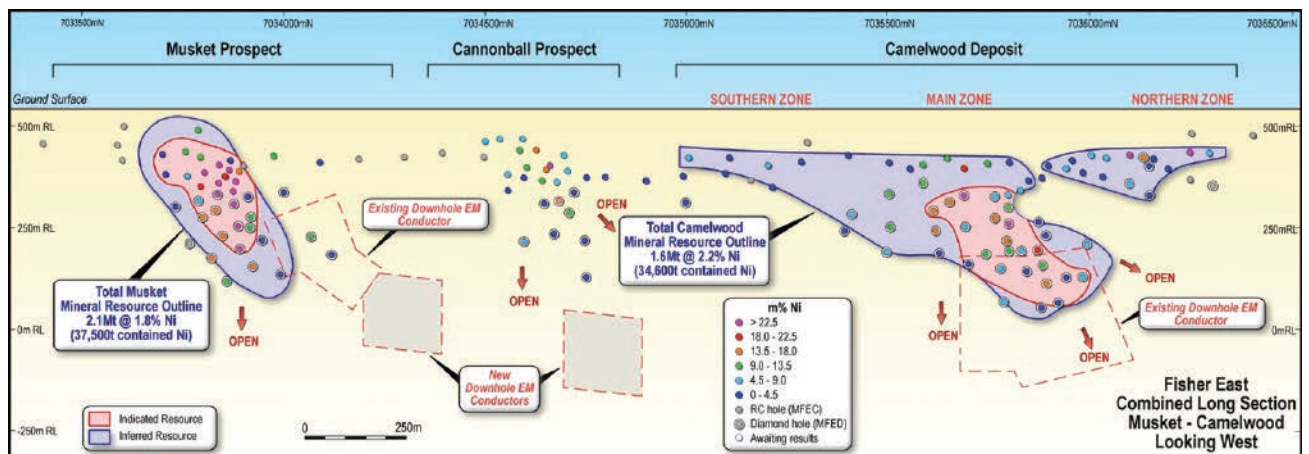 7033500mN 7034000mN 7034500mN 7035000mN 7035500mN 7036000mN 7036500mN
Musket Prospect
Cannonball Prospect
Camelwood Deposit
Ground Surface
SOUTHERN ZONE
MAIN ZONE
NORTHERN ZONE
500m RL
500mRL
250m RL
250mRL
0m RL
0mRL
-250m RL
Existing Downhole EM
Conductor
OPEN
Total Camelwood
Mineral Resource Outline
1.6Mt @ 2.2% Ni
(34,600t contained Ni)
Total Musket
Mineral Resource Outline
2.1Mt @ 1.8% Ni
(37,500t contained Ni)
OPEN
OPEN
OPEN
OPEN
OPEN
Existing Downhole EM
Conductor
New
Downhole EM
Conductors
m% Ni
> 22.5
18.0 - 22.5
13.5 - 18.0
9.0 - 13.5
4.5 - 9.0
0 - 4.5
RC hole (MFEC)
Diamond hole (MFED)
Awaiting results
Indicated Resource
Inferred Resource
0m 250m
Fisher East
Combined Long Section
Musket - Camelwood
Looking West